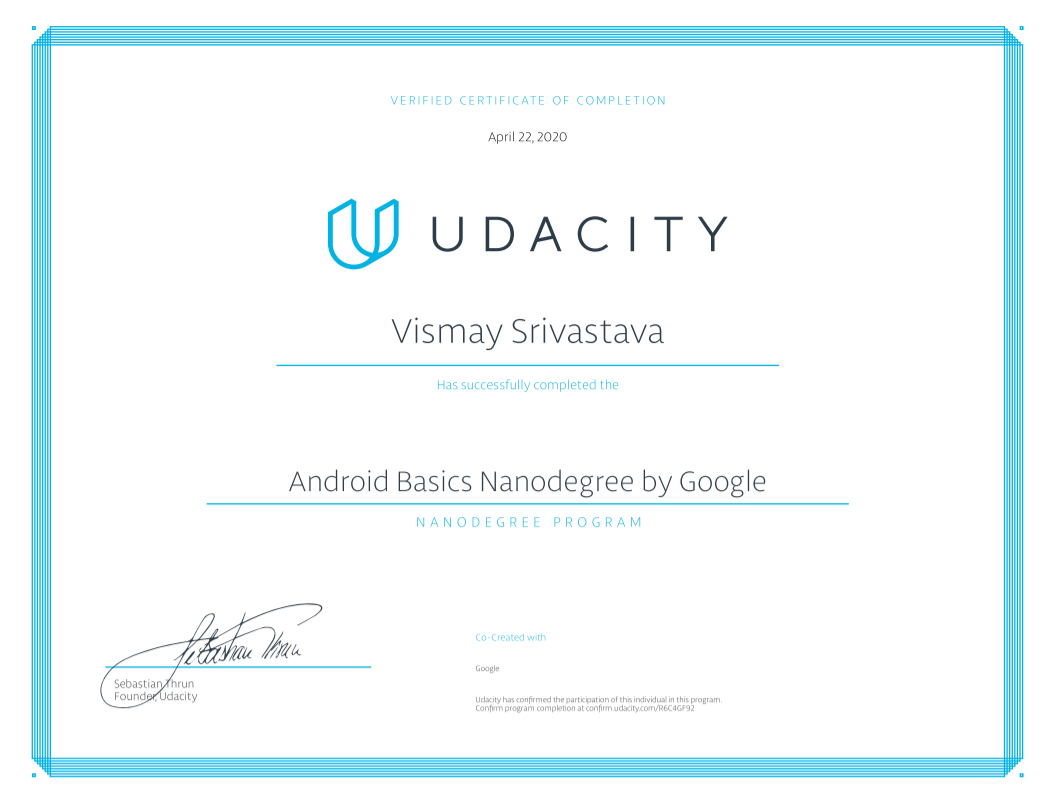 VERIFIED CERTIFICATE OF COMPLETION
April 22, 2020
UDACITY
Vismay Srivastava
Has successfully completed the
Android Basics Nanodegree by Google
NANODEGREE PROGRAM
Sebastian Thrun
Sebastian Thrun
Founder, Udacity
Co-Created with
Google
Udacity has confirmed the participation of this individual in this program.
Confirm program completion at confirm.udacity.com/R6C4GF92